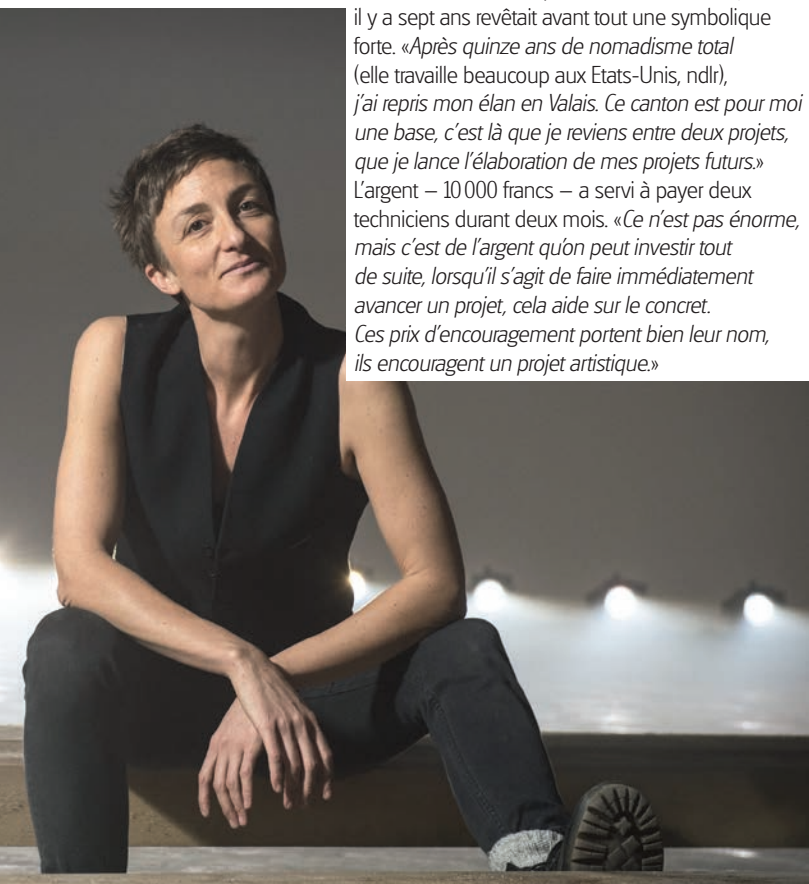 il y a sept ans revêtait avant tout une symbolique
forte. «Après quinze ans de nomadisme total
(elle travaille beaucoup aux Etats-Unis, ndlr),
j’ai repris mon élan en Valais. Ce canton est pour moi
une base, c’est là que je reviens entre deux projets,
que je lance l’élaboration de mes projets futurs.»
L’argent – 10 000 francs – a servi à payer deux
techniciens durant deux mois. «Ce n’est pas énorme,
mais c’est de l’argent qu’on peut investir tout
de suite, lorsqu’il s’agit de faire immédiatement
avancer un projet, cela aide sur le concret.
Ces prix d’encouragement portent bien leur nom,
ils encouragent un projet artistique.»